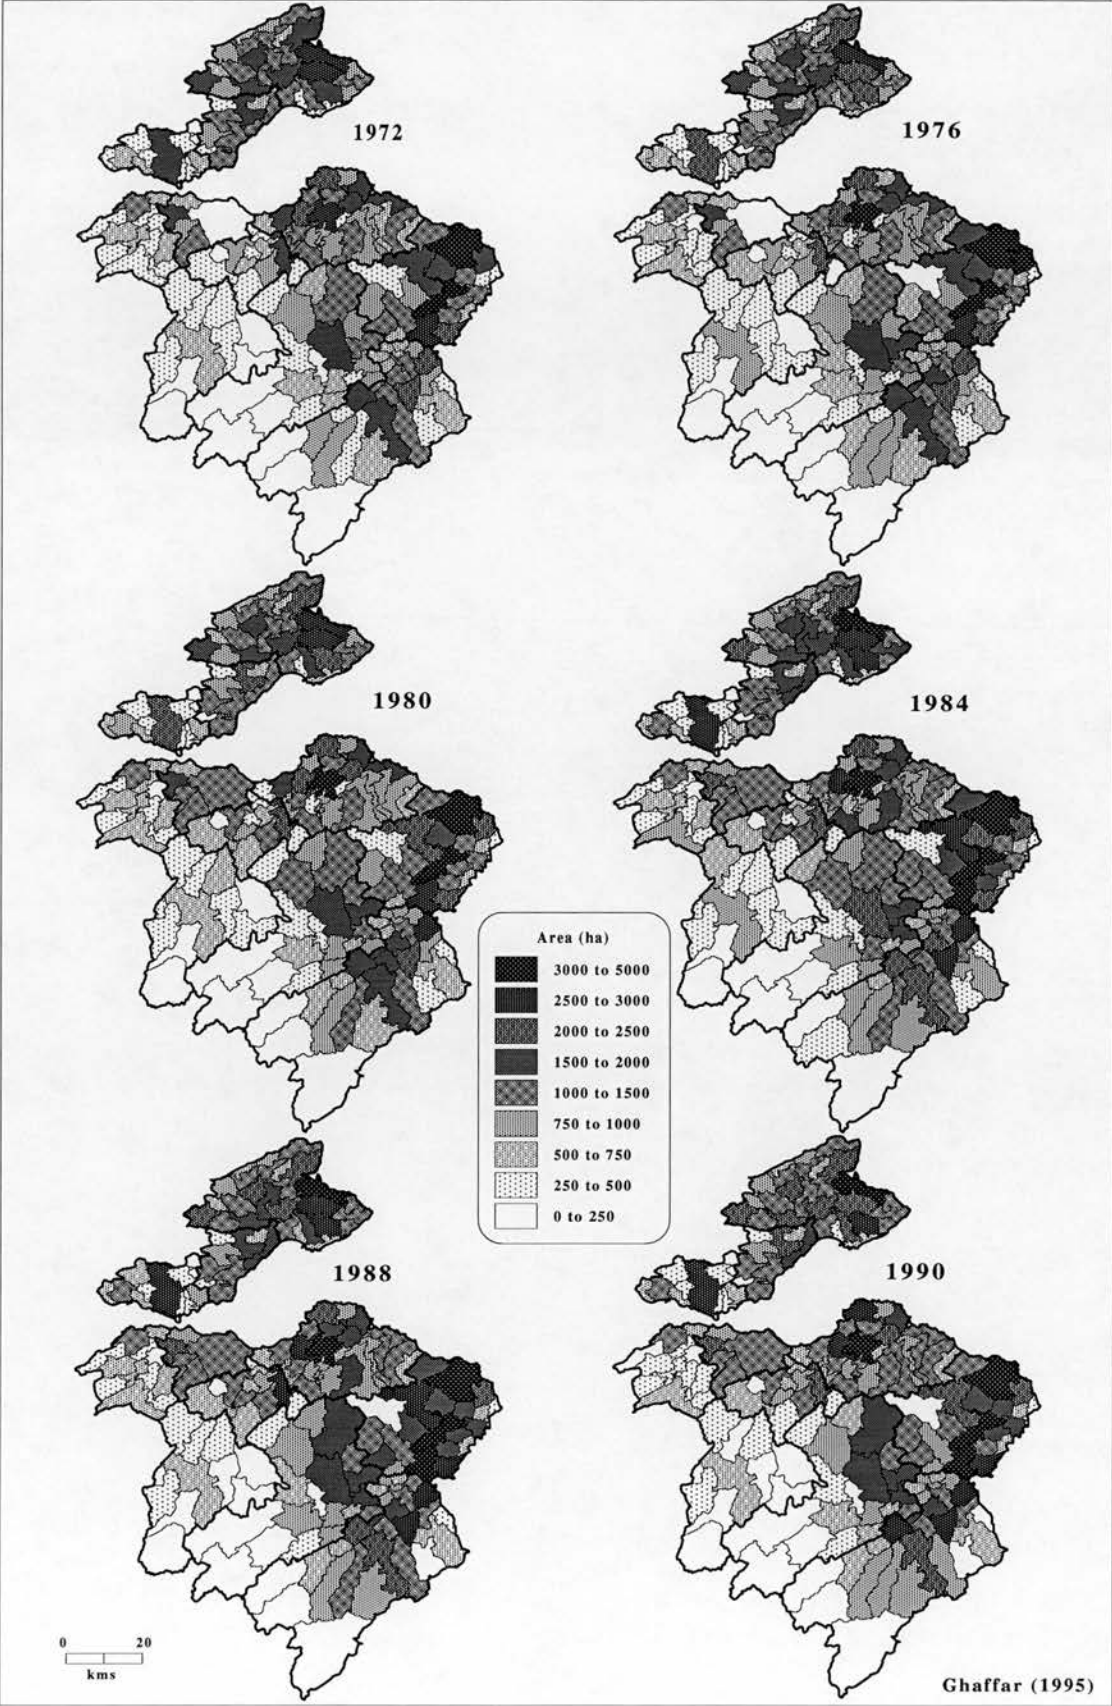 1972
1976
1980
1984
Area (ha)
3000 to 5000
2500 to 3000
2000 to 2500
1500 to 2000
1000 to 1500
750 to 1000
500 to 750
250 to 500
0 to 250
1988
1990
0 20
kms
Ghaffar (1995)